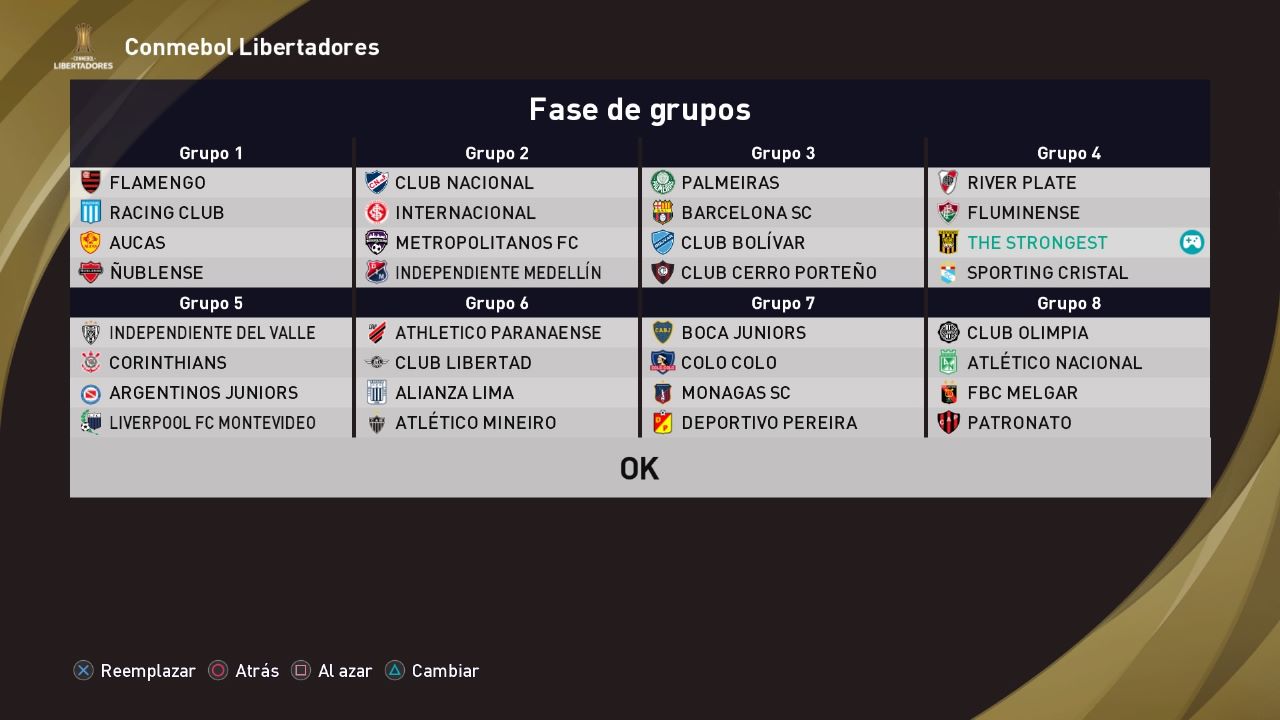 CONMEBOL
LIBERTADORES
Conmebol Libertadores
Fase de grupos
Grupo 1
FLAMENGO
RACING CLUB
AUCAS
ÑUBLENSE
Grupo 2
CLUB NACIONAL
INTERNACIONAL
METROPOLITANOS FC
INDEPENDIENTE MEDELLÍN
Grupo 3
PALMEIRAS
BARCELONA SC
CLUB BOLÍVAR
CLUB CERRO PORTEÑO
Grupo 4
RIVER PLATE
FLUMINENSE
THE STRONGEST
SPORTING CRISTAL
Grupo 5
INDEPENDIENTE DEL VALLE
CORINTHIANS
ARGENTINOS JUNIORS
LIVERPOOL FC MONTEVIDEO
Grupo 6
ATHLETICO PARANAENSE
CLUB LIBERTAD
ALIANZA LIMA
ATLÉTICO MINEIRO
Grupo 7
BOCA JUNIORS
COLO COLO
MONAGAS SC
DEPORTIVO PEREIRA
Grupo 8
CLUB OLIMPIA
ATLÉTICO NACIONAL
FBC MELGAR
PATRONATO
OK
Reemplazar Atrás Al azar Cambiar